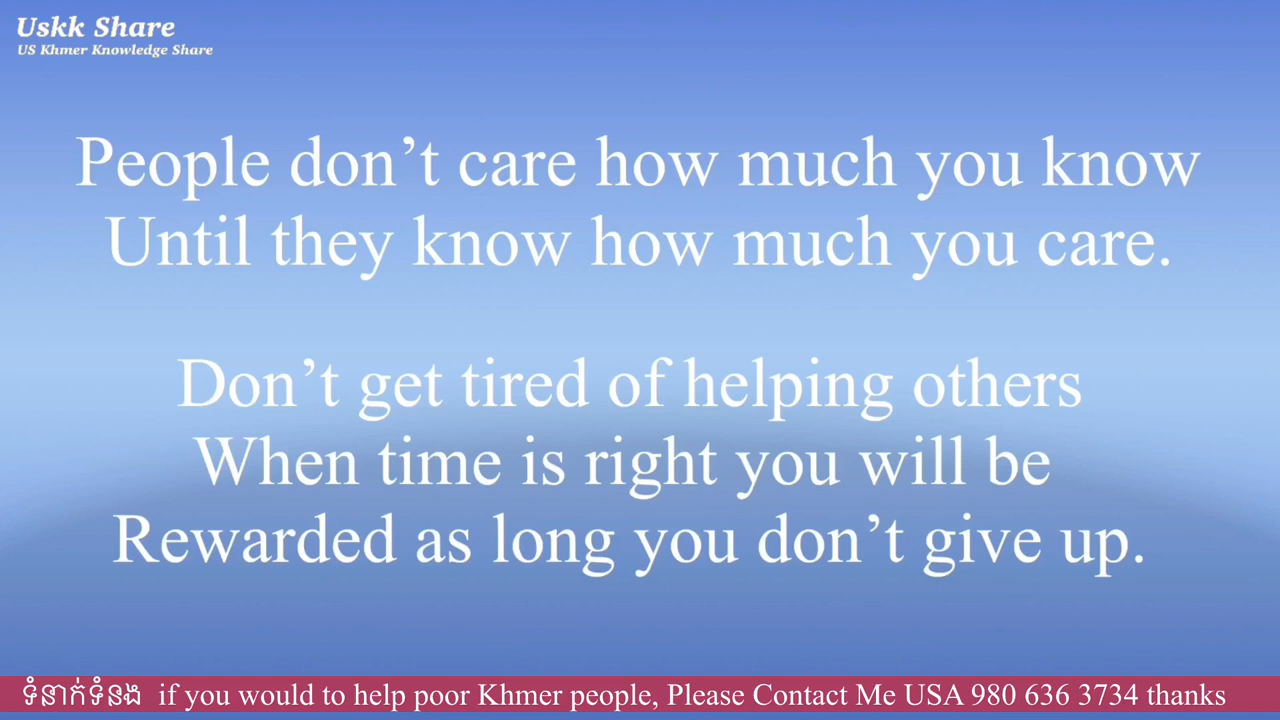 Uskk Share
US Khmer Knowledge Share
People don’t care how much you know
Until they know how much you care.
Don’t get tired of helping others
When time is right you will be
Rewarded as long you don’t give up.
ទំនាក់ទំនង if you would to help poor Khmer people, Please Contact Me USA 980 636 3734 thanks